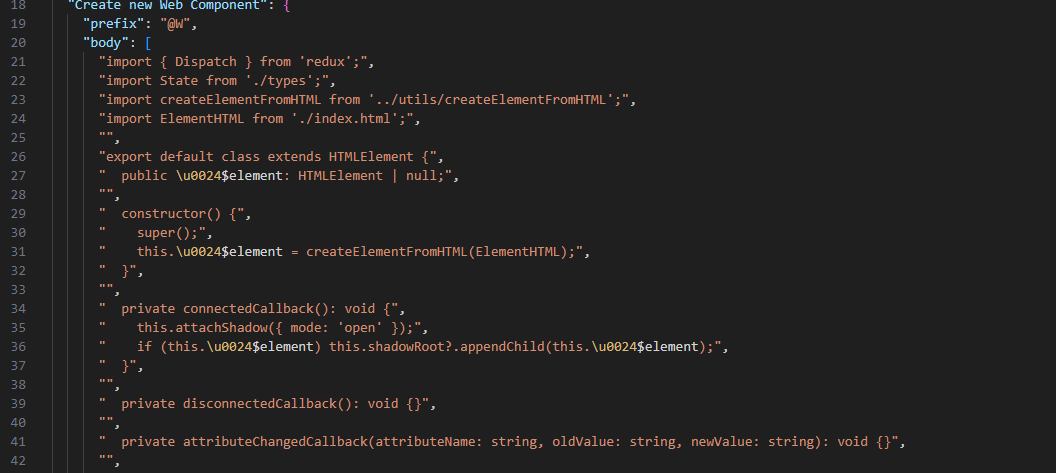 18 "Create new Web Component": {
19 "prefix": "@W",
20 "body": [
21 "import { Dispatch } from 'redux';",
22 "import State from './types';",
23 "import createElementFromHTML from '../utils/createElementFromHTML';",
24 "import ElementHTML from './index.html';",
25 "",
26 "export default class extends HTMLElement {",
27 "  public \u0024$element: HTMLElement | null;",
28 "",
29 "  constructor() {",
30 "    super();",
31 "    this.\u0024$element = createElementFromHTML(ElementHTML);",
32 "  }",
33 "",
34 "  private connectedCallback(): void {",
35 "    this.attachShadow({ mode: 'open' });",
36 "    if (this.\u0024$element) this.shadowRoot?.appendChild(this.\u0024$element);",
37 "  }",
38 "",
39 "  private disconnectedCallback(): void {}",
40 "",
41 "  private attributeChangedCallback(attributeName: string, oldValue: string, newValue: string): void {}",
42 "",